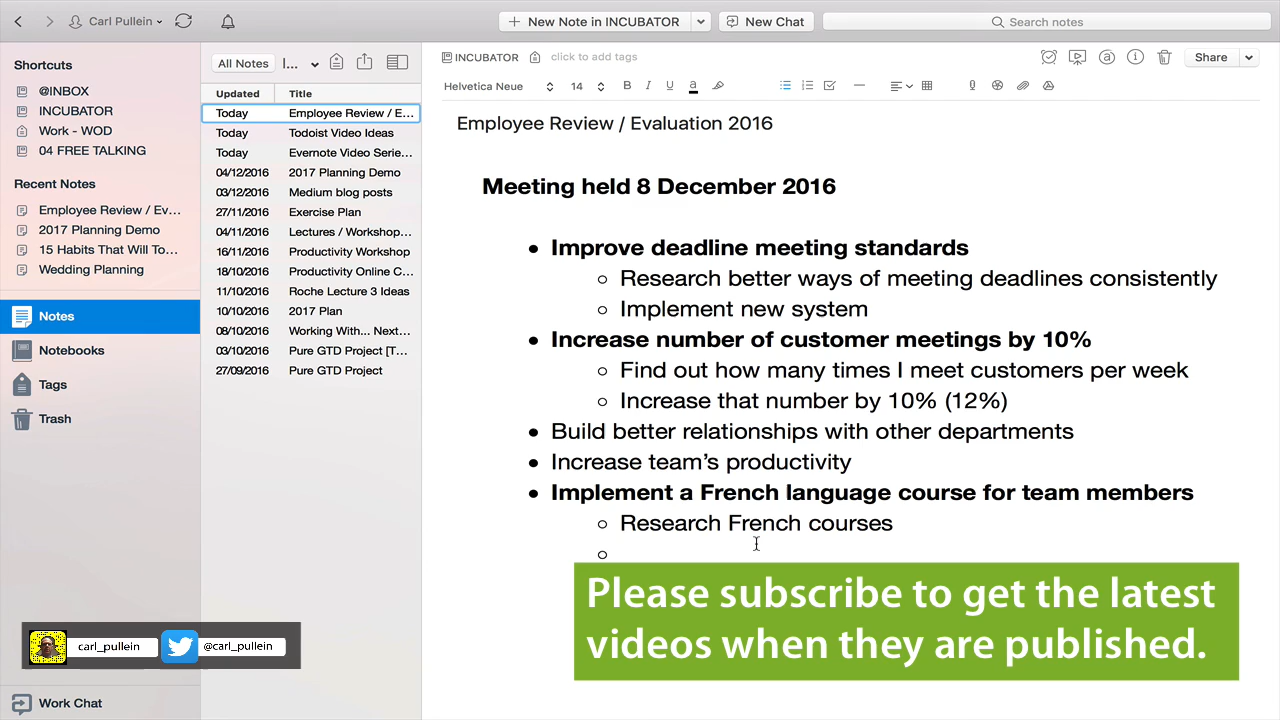 Carl Pullein
New Note in INCUBATOR
New Chat
Search notes
Shortcuts
@INBOX
INCUBATOR
Work - WOD
04 FREE TALKING
Recent Notes
Employee Review / Ev...
2017 Planning Demo
15 Habits That Will To...
Wedding Planning
Notes
Notebooks
Tags
Trash
carl_pullein
@carl_pullein
Work Chat
All Notes
I...
Updated Title
Today Employee Review / E...
Today Todoist Video Ideas
Today Evernote Video Serie...
04/12/2016 2017 Planning Demo
03/12/2016 Medium blog posts
27/11/2016 Exercise Plan
04/11/2016 Lectures / Workshop...
16/11/2016 Productivity Workshop
18/10/2016 Productivity Online C...
11/10/2016 Roche Lecture 3 Ideas
10/10/2016 2017 Plan
08/10/2016 Working With... Next...
03/10/2016 Pure GTD Project [T...
27/09/2016 Pure GTD Project
INCUBATOR click to add tags
Share
Helvetica Neue 14 B I U a
Employee Review / Evaluation 2016
Meeting held 8 December 2016
• Improve deadline meeting standards
○ Research better ways of meeting deadlines consistently
○ Implement new system
• Increase number of customer meetings by 10%
○ Find out how many times I meet customers per week
○ Increase that number by 10% (12%)
• Build better relationships with other departments
• Increase team’s productivity
• Implement a French language course for team members
○ Research French courses
○
Please subscribe to get the latest
videos when they are published.